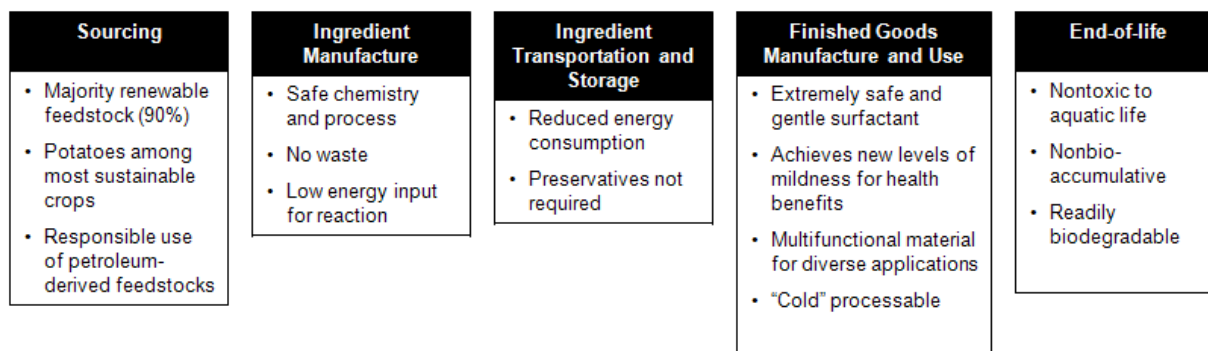 Sourcing
• Majority renewable
feedstock (90%)
• Potatoes among
most sustainable
crops
• Responsible use
of petroleum-
derived feedstocks
Ingredient
Manufacture
• Safe chemistry
and process
• No waste
• Low energy input
for reaction
Ingredient
Transportation and
Storage
• Reduced energy
consumption
• Preservatives not
required
Finished Goods
Manufacture and Use
• Extremely safe and
gentle surfactant
• Achieves new levels of
mildness for health
benefits
• Multifunctional material
for diverse applications
• “Cold” processable
End-of-life
• Nontoxic to
aquatic life
• Nonbio-
accumulative
• Readily
biodegradable